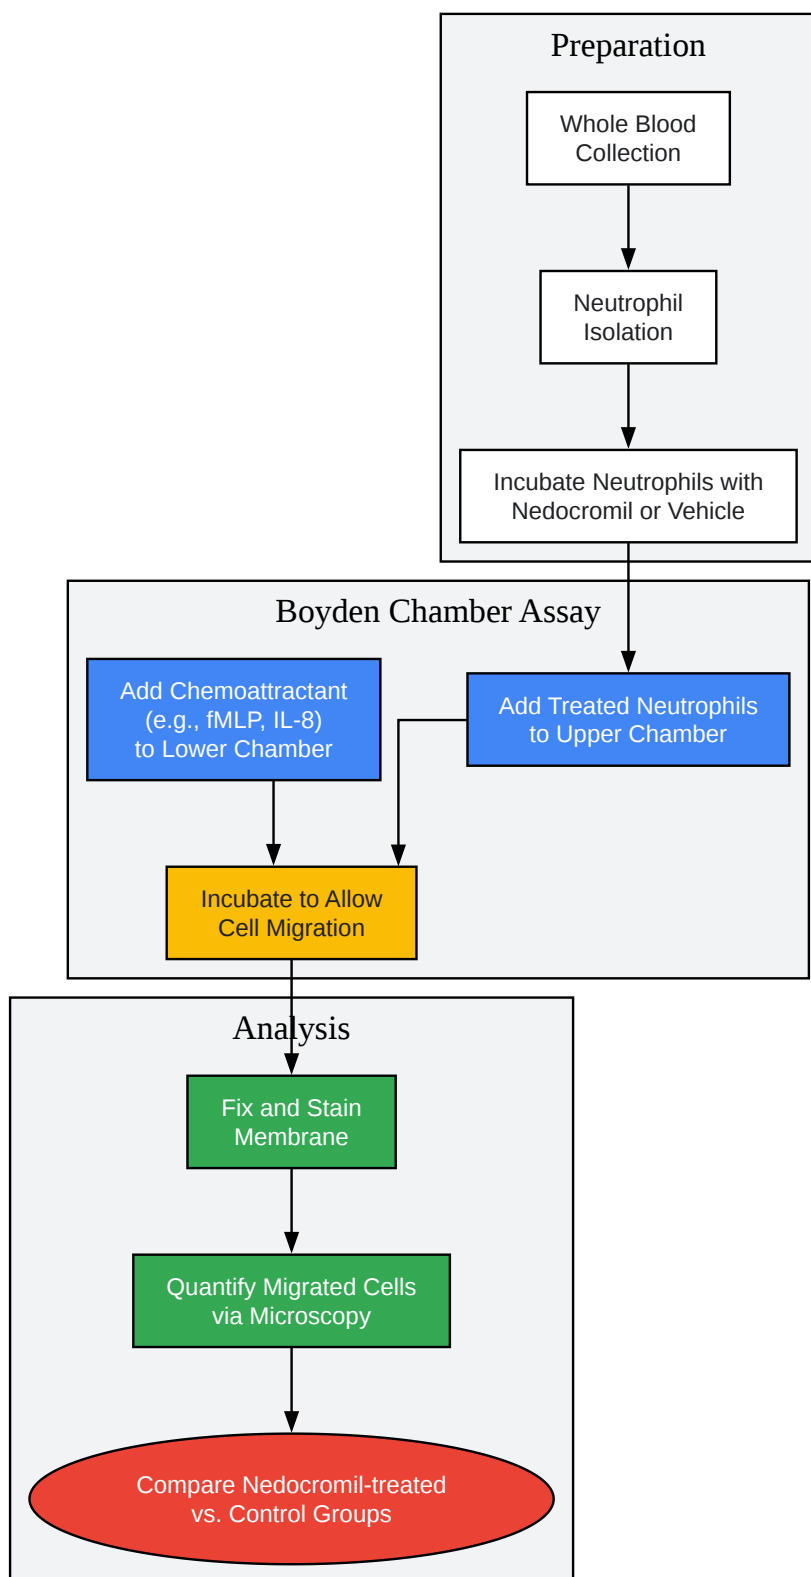 Preparation
Whole Blood
Collection
Neutrophil
Isolation
Incubate Neutrophils with
Nedocromil or Vehicle
Boyden Chamber Assay
Add Chemoattractant
(e.g., fMLP, IL-8)
to Lower Chamber
Add Treated Neutrophils
to Upper Chamber
Incubate to Allow
Cell Migration
Analysis
Fix and Stain
Membrane
Quantify Migrated Cells
via Microscopy
Compare Nedocromil-treated
vs. Control Groups